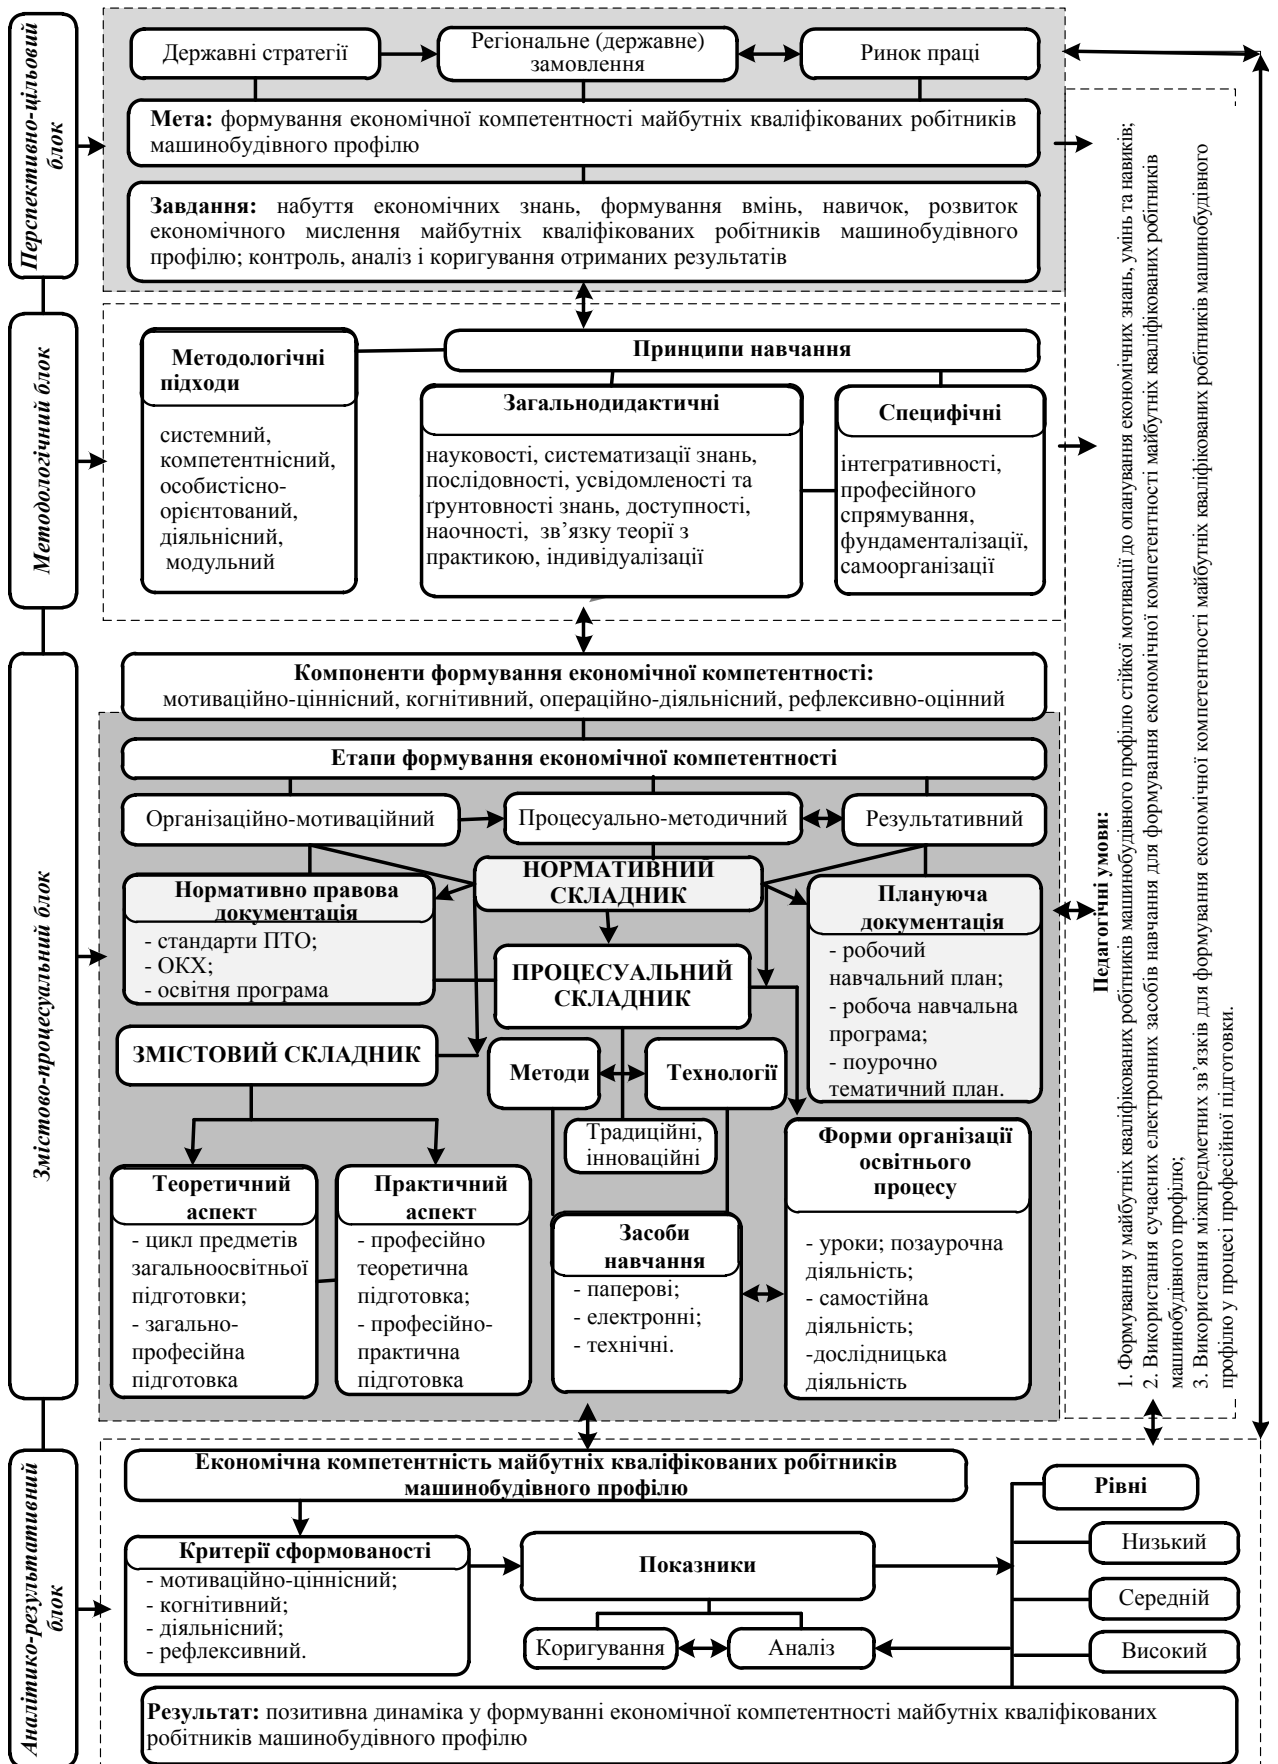 Перспективно-цільовий
блок
Державні стратегії
Регіональне (державне)
замовлення
Ринок праці
Мета: формування економічної компетентності майбутніх кваліфікованих робітників
машинобудівного профілю
Завдання: набуття економічних знань, формування вмінь, навичок, розвиток
економічного мислення майбутніх кваліфікованих робітників машинобудівного
профілю; контроль, аналіз і коригування отриманих результатів
Методологічний блок
Методологічні
підходи
системний,
компетентнісний,
особистісно-
орієнтований,
діяльнісний,
модульний
Принципи навчання
Загальнодидактичні
науковості, систематизації знань,
послідовності, усвідомленості та
ґрунтовності знань, доступності,
наочності, зв’язку теорії з
практикою, індивідуалізації
Специфічні
інтегративності,
професійного
спрямування,
фундаменталізації,
самоорганізації
Змістово-процесуальний блок
Компоненти формування економічної компетентності:
мотиваційно-ціннісний, когнітивний, операційно-діяльнісний, рефлексивно-оцінний
Етапи формування економічної компетентності
Організаційно-мотиваційний
Процесуально-методичний
Результативний
НОРМАТИВНИЙ
СКЛАДНИК
Нормативно правова
документація
- стандарти ПТО;
- ОКХ;
- освітня програма
Плануюча
документація
- робочий
навчальний план;
- робоча навчальна
програма;
- поурочно
тематичний план.
ПРОЦЕСУАЛЬНИЙ
СКЛАДНИК
ЗМІСТОВИЙ СКЛАДНИК
Методи
Технології
Традиційні,
інноваційні
Теоретичний
аспект
- цикл предметів
загальноосвітньої
підготовки;
- загально-
професійна
підготовка
Практичний
аспект
- професійно
теоретична
підготовка;
- професійно-
практична
підготовка
Засоби
навчання
- паперові;
- електронні;
- технічні.
Форми організації
освітнього
процесу
- уроки; позаурочна
діяльність;
- самостійна
діяльність;
-дослідницька
діяльність
Педагогічні умови:
1. Формування у майбутніх кваліфікованих робітників машинобудівного профілю стійкої мотивації до опанування економічних знань, умінь та навиків;
2. Використання сучасних електронних засобів навчання для формування економічної компетентності майбутніх кваліфікованих робітників
машинобудівного профілю;
3. Використання міжпредметних зв’язків для формування економічної компетентності майбутніх кваліфікованих робітників машинобудівного
профілю у процесі професійної підготовки.
Аналітико-результативний
блок
Економічна компетентність майбутніх кваліфікованих робітників
машинобудівного профілю
Критерії сформованості
- мотиваційно-ціннісний;
- когнітивний;
- діяльнісний;
- рефлексивний.
Показники
Коригування
Аналіз
Рівні
Низький
Середній
Високий
Результат: позитивна динаміка у формуванні економічної компетентності майбутніх кваліфікованих
робітників машинобудівного профілю